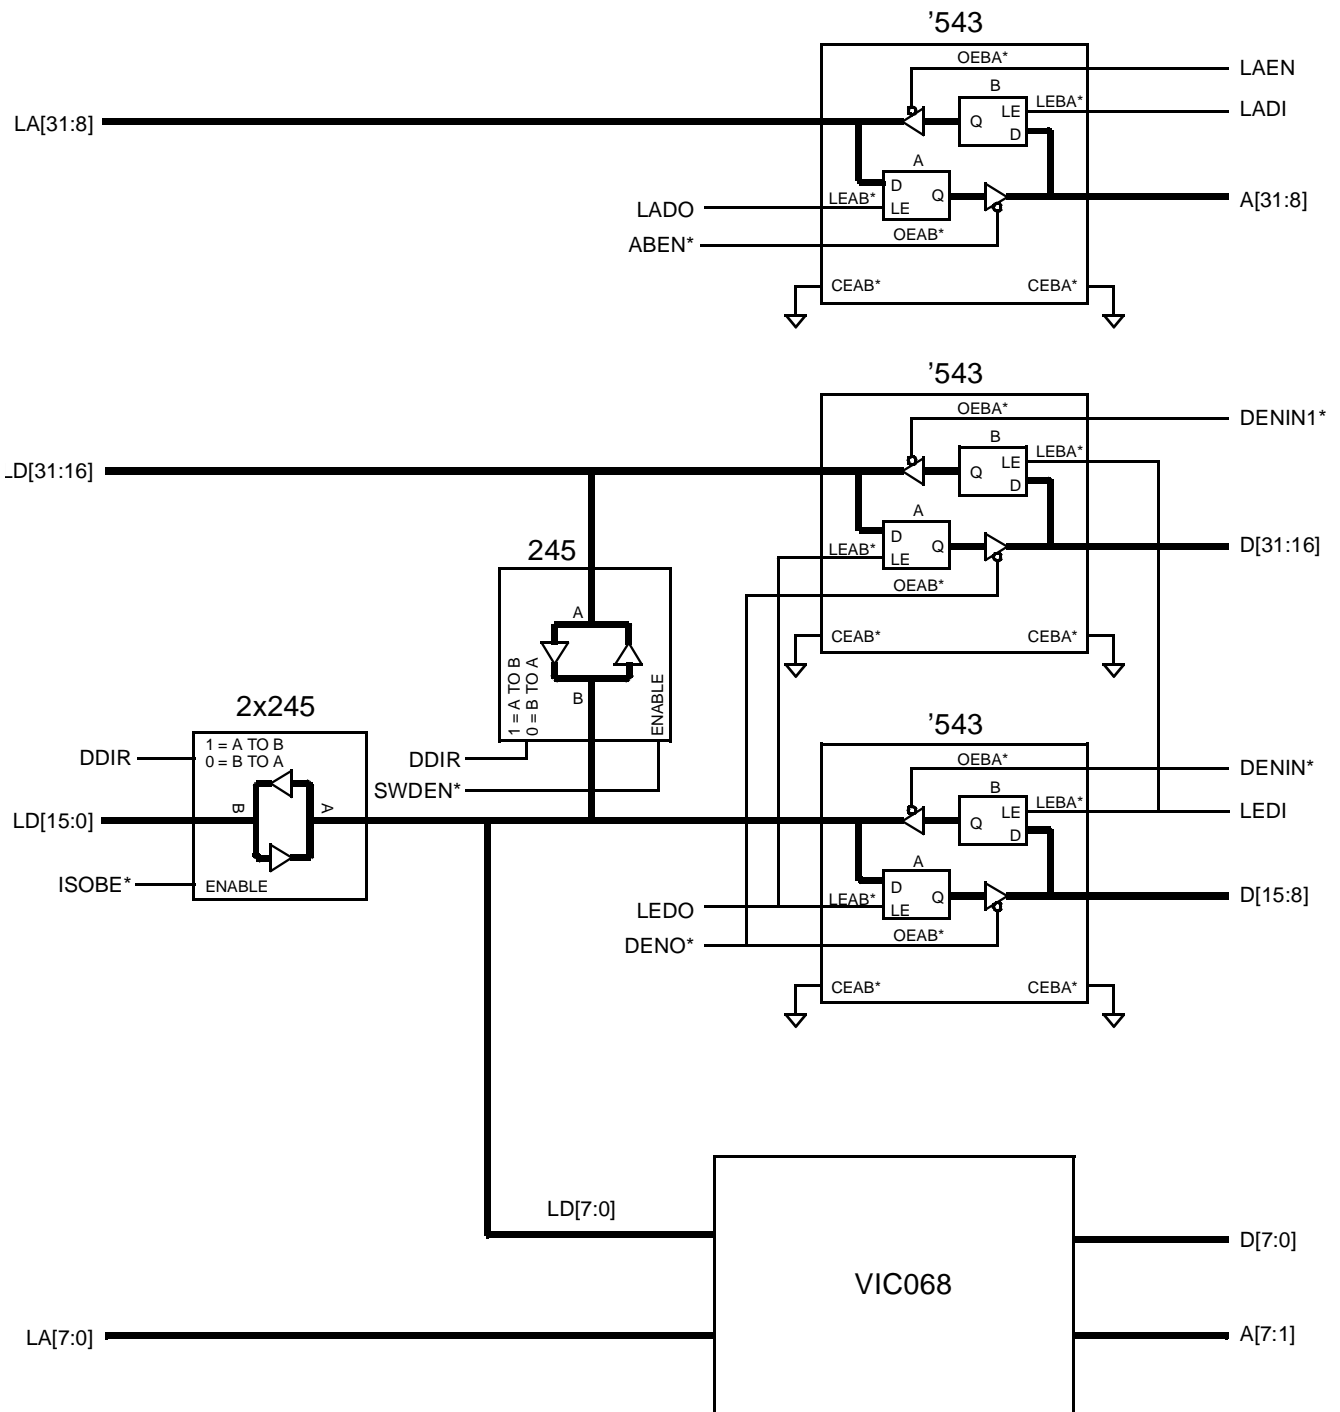 '543
OEBA*
LAEN
B
LEBA*
LADI
LE
Q
D
LA[31:8]
A
D
Q
LEAB*
LE
A[31:8]
LADO
OEAB*
ABEN*
CEAB*
CEBA*
'543
OEBA*
DENIN1*
B
LEBA*
LE
Q
D
LD[31:16]
A
D
Q
LEAB*
LE
D[31:16]
OEAB*
CEAB*
CEBA*
245
A
B
1 = A TO B
0 = B TO A
ENABLE
DDIR
SWDEN*
2x245
1 = A TO B
0 = B TO A
DDIR
B
A
LD[15:0]
ISOBE*
ENABLE
'543
OEBA*
DENIN*
B
LEBA*
LEDI
LE
Q
D
A
D
Q
LEAB*
LE
D[15:8]
LEDO
OEAB*
DENO*
CEAB*
CEBA*
LD[7:0]
VIC068
D[7:0]
LA[7:0]
A[7:1]